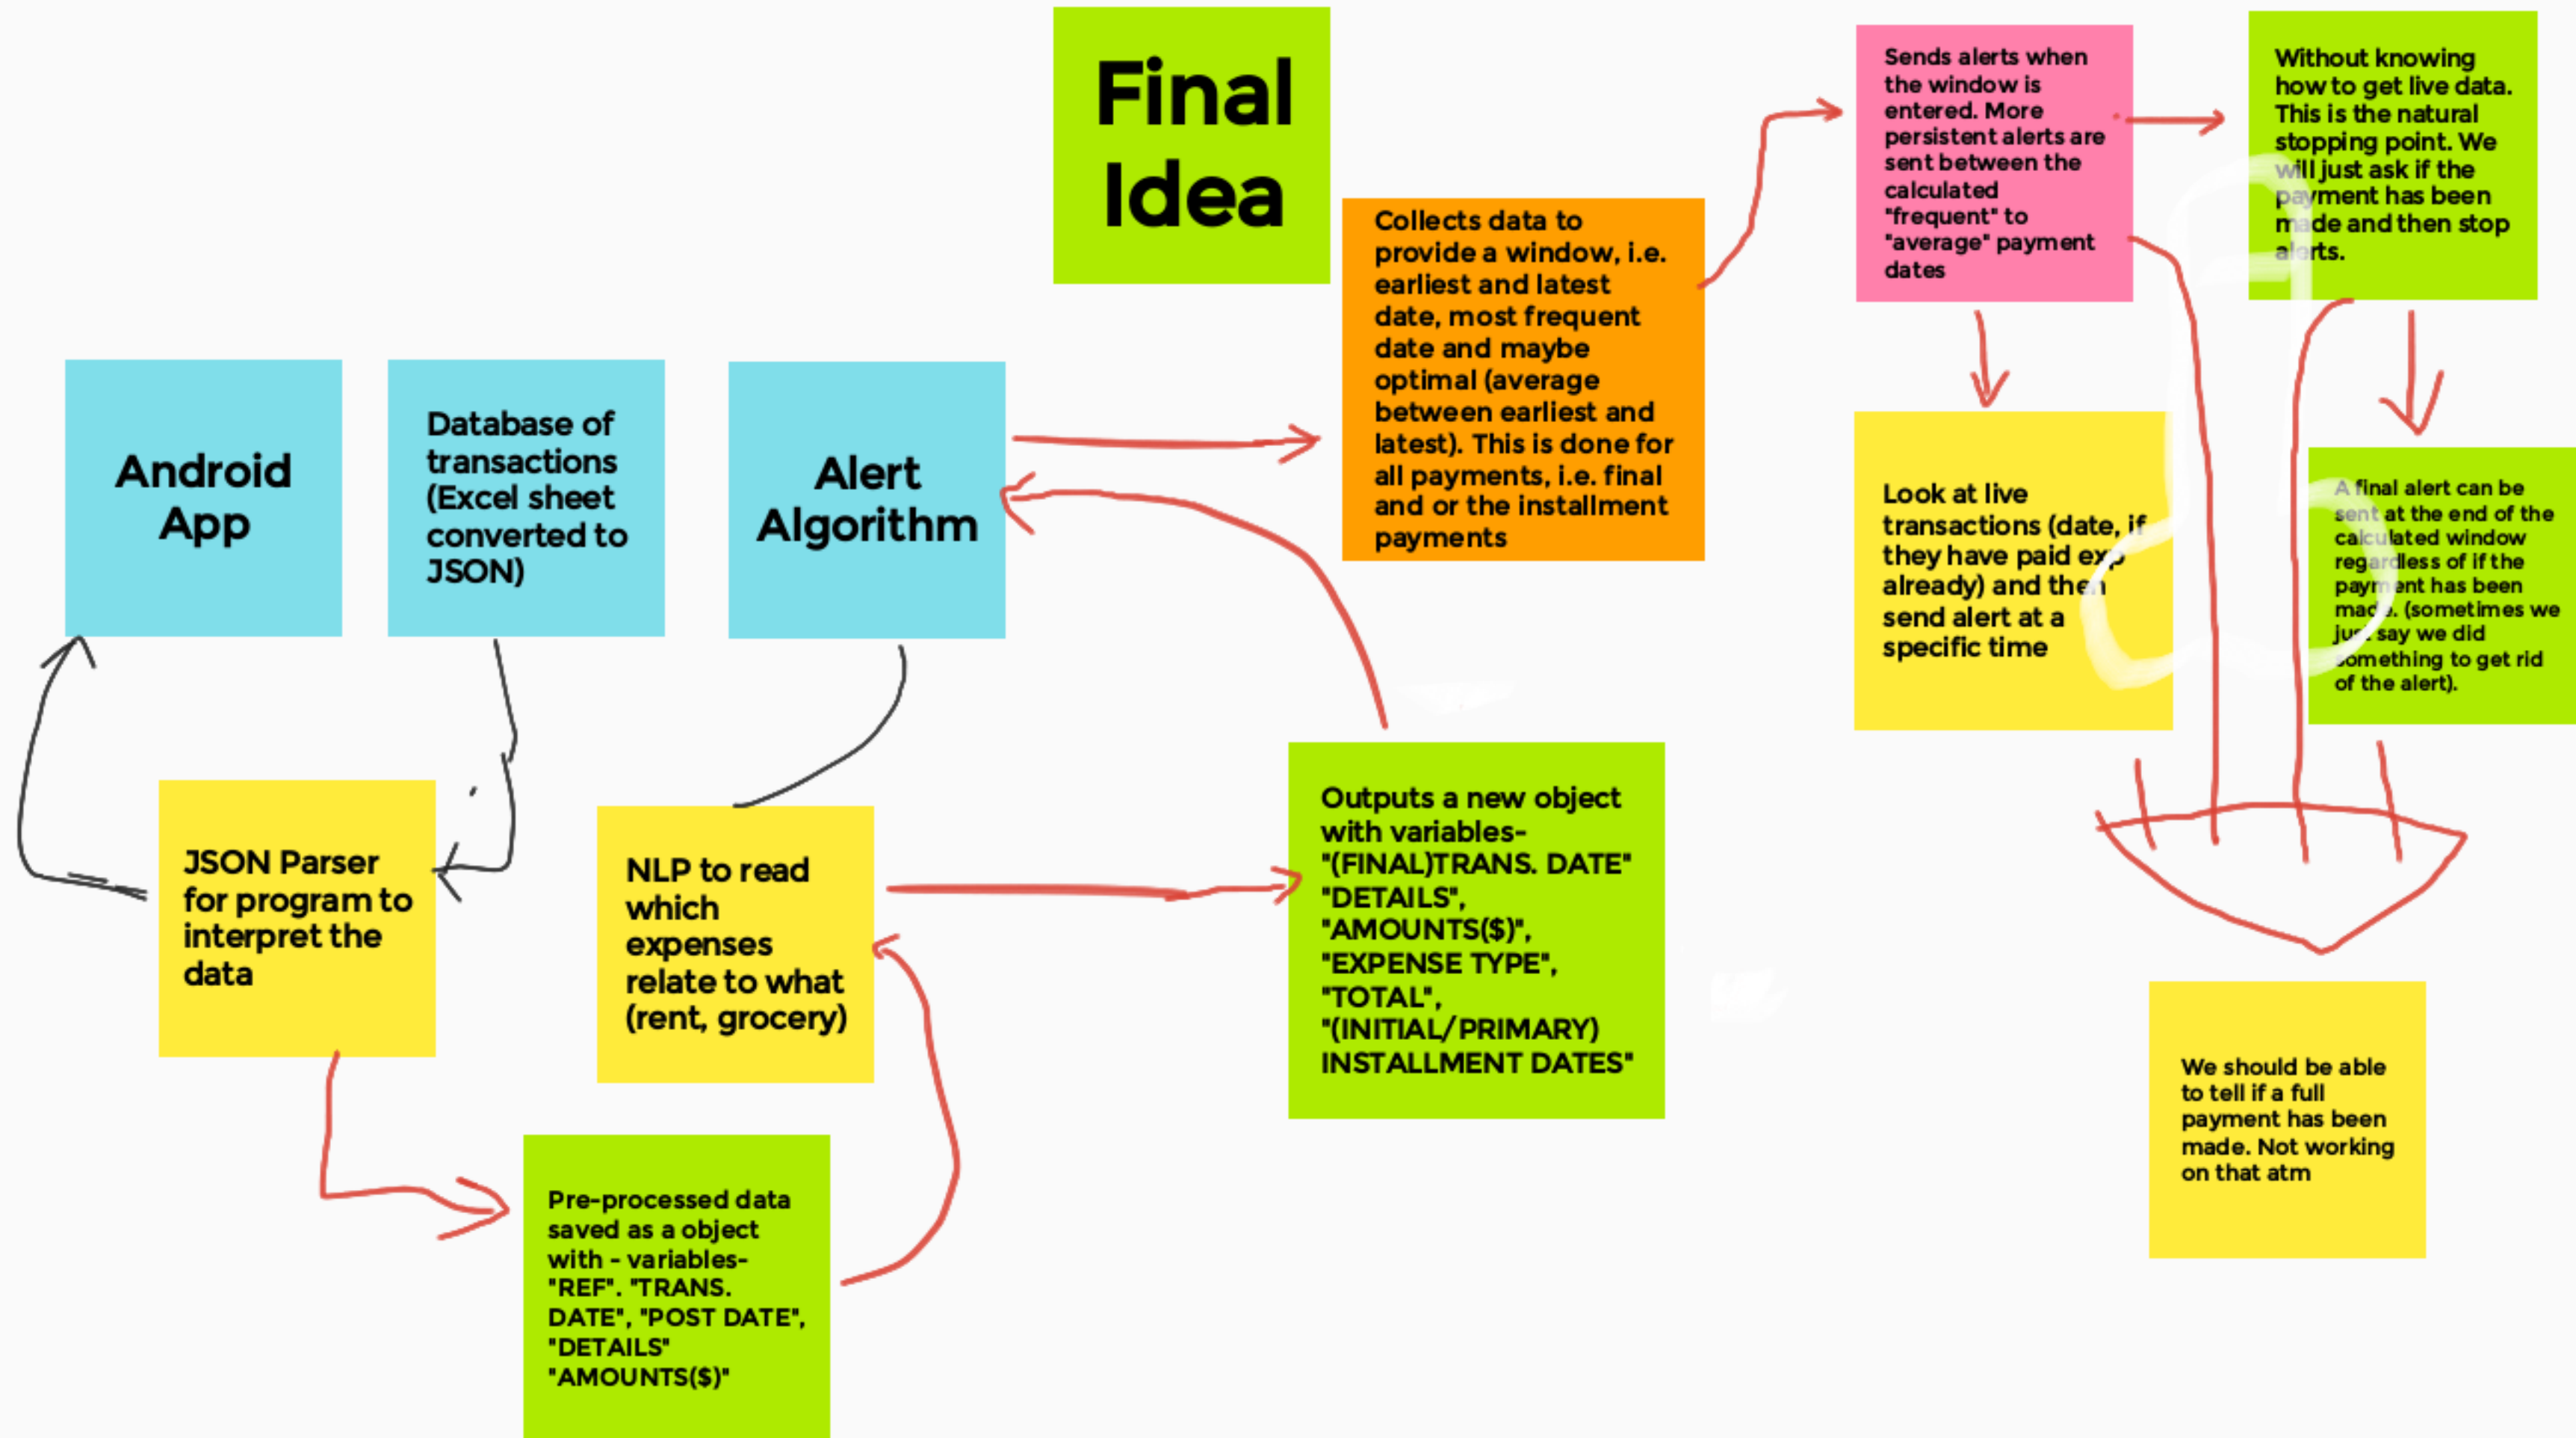 Final
Idea
Sends alerts when
the window is
entered. More
persistent alerts are
sent between the
calculated
"frequent" to
"average" payment
dates
Without knowing
how to get live data.
This is the natural
stopping point. We
will just ask if the
payment has been
made and then stop
alerts.
Collects data to
provide a window, i.e.
earliest and latest
date, most frequent
date and maybe
optimal (average
between earliest and
latest). This is done for
all payments, i.e. final
and or the installment
payments
Android
App
Database of
transactions
(Excel sheet
converted to
JSON)
Alert
Algorithm
Look at live
transactions (date, if
they have paid exp
already) and then
send alert at a
specific time
A final alert can be
sent at the end of the
calculated window
regardless of if the
payment has been
made. (sometimes we
just say we did
something to get rid
of the alert).
JSON Parser
for program to
interpret the
data
NLP to read
which
expenses
relate to what
(rent, grocery)
Outputs a new object
with variables-
"(FINAL)TRANS. DATE"
"DETAILS",
"AMOUNTS($)",
"EXPENSE TYPE",
"TOTAL",
"(INITIAL/PRIMARY)
INSTALLMENT DATES"
We should be able
to tell if a full
payment has been
made. Not working
on that atm
Pre-processed data
saved as a object
with - variables-
"REF". "TRANS.
DATE", "POST DATE",
"DETAILS"
"AMOUNTS($)"